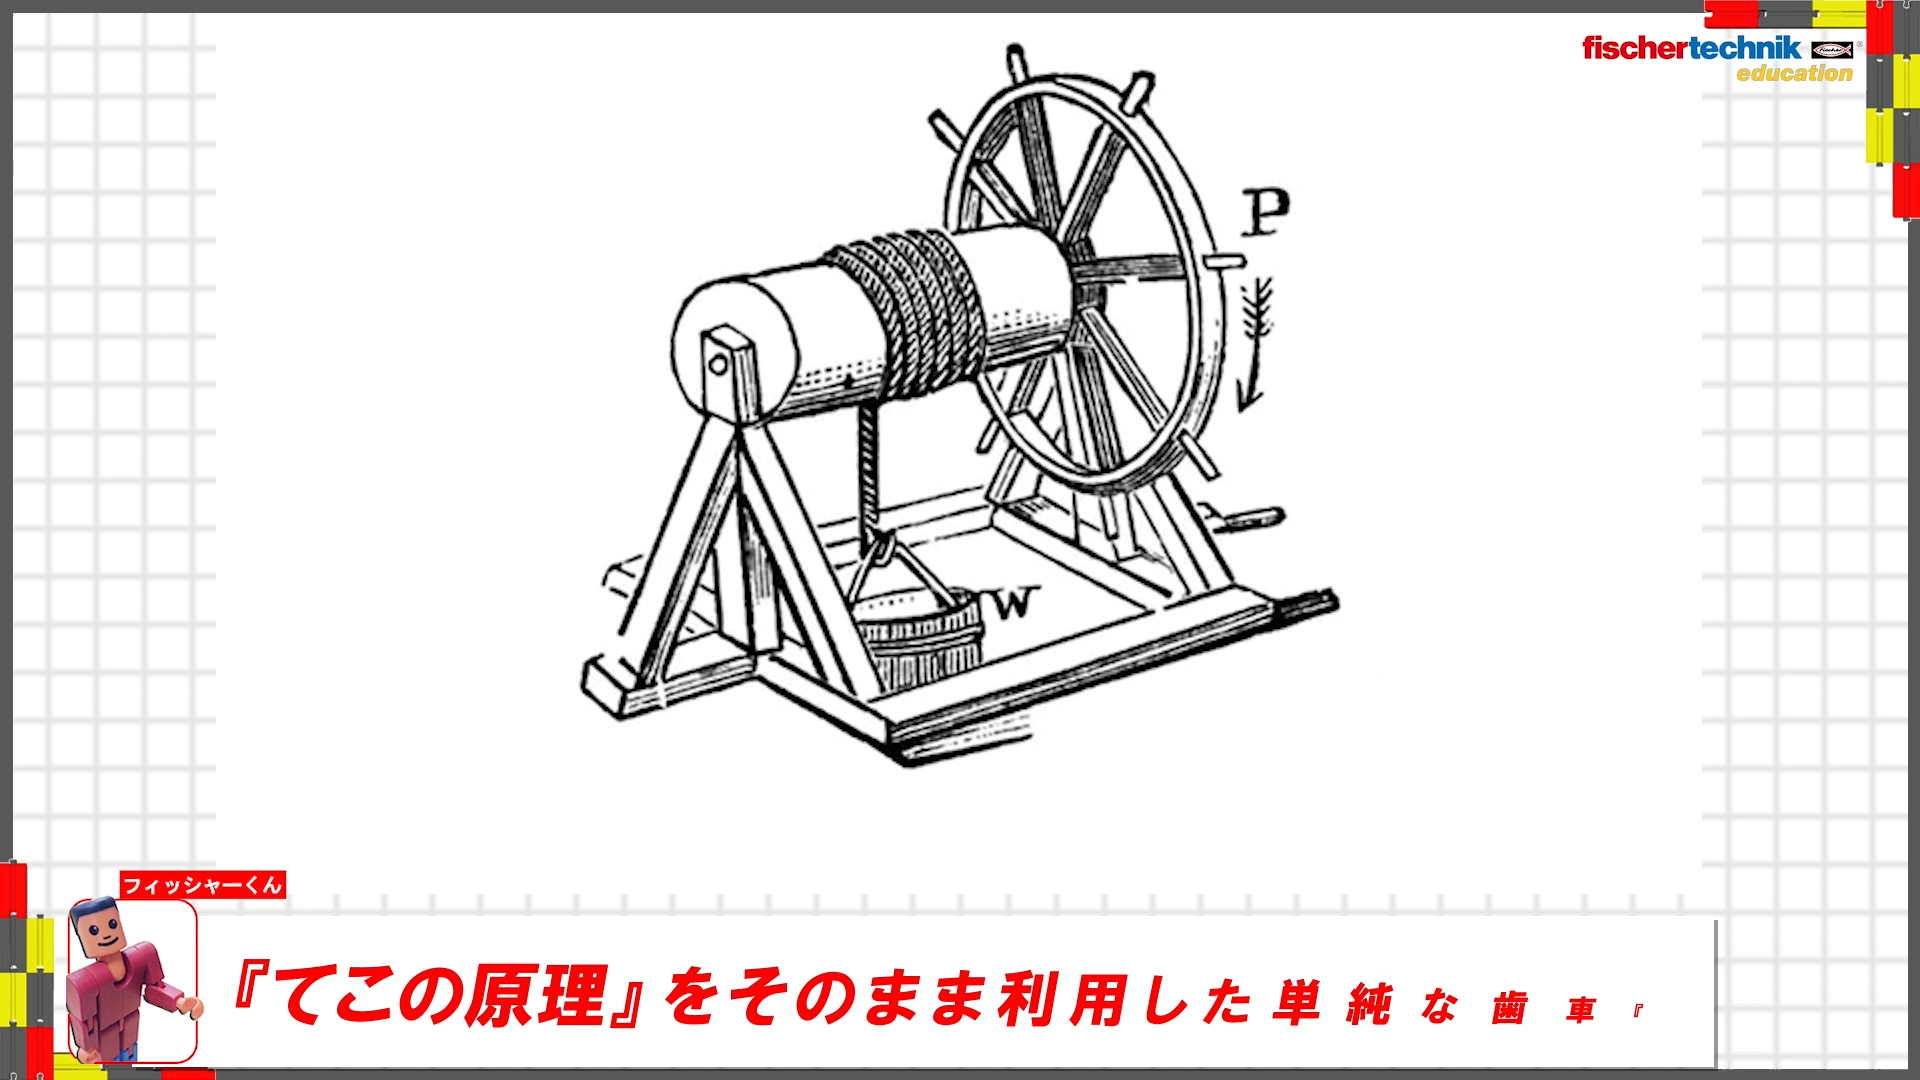 fischertechnik
education
P
W
フィッシャーくん
『てこの原理』をそのまま利用した単純な歯車『